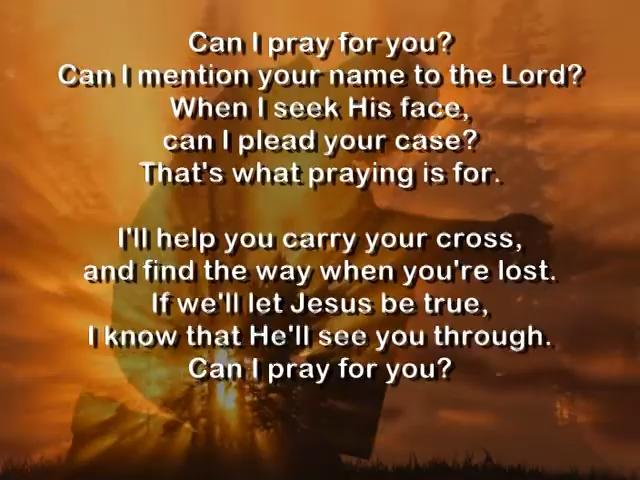 Can I pray for you?
Can I mention your name to the Lord?
When I seek His face,
can I plead your case?
That's what praying is for.
I'll help you carry your cross,
and find the way when you're lost.
If we'll let Jesus be true,
I know that He'll see you through.
Can I pray for you?